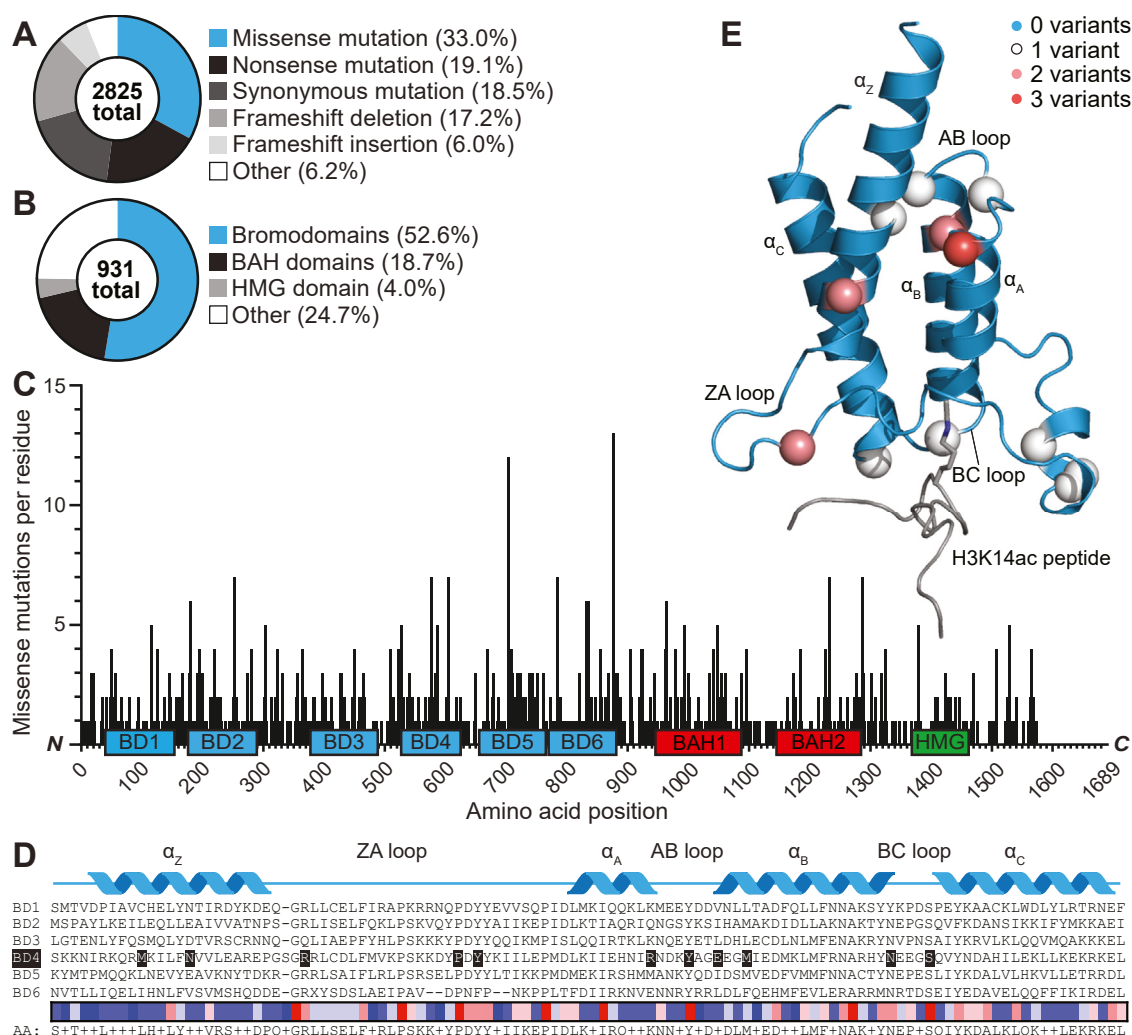 A
2825
total
Missense mutation (33.0%)
Nonsense mutation (19.1%)
Synonymous mutation (18.5%)
Frameshift deletion (17.2%)
Frameshift insertion (6.0%)
Other (6.2%)
B
931
total
Bromodomains (52.6%)
BAH domains (18.7%)
HMG domain (4.0%)
Other (24.7%)
C
Missense mutations per residue
15
10
5
N
BD1
BD2
BD3
BD4
BD5
BD6
BAH1
BAH2
HMG
C
0
100
200
300
400
500
600
700
800
900
1000
1100
1200
1300
1400
1500
1600
1689
Amino acid position
E
0 variants
1 variant
2 variants
3 variants
αZ
AB loop
αC
αB
αA
ZA loop
BC loop
H3K14ac peptide
D
αZ ZA loop αA AB loop αB BC loop αC
BD1 SMTVDPIAVCHELYNTIRDYKDEQ-GRLLCELFIRAPKRRNQPDYYEVVSQPIDLMKIQQKLKMEEYDDVNLLTADFQLLFNNAKSYYKPDSPEYKAACKLWDLYLRTRNEF
BD2 MSPAYLKEILEQLLEAIVVATNPS-GRLISELFQKLPSKVQYPDYYAIIKEPIDLKTIAQRIQNGSYKSIHAMAKDIDLLAKNAKTYNEPGSQVFKDANSIKKIFYMKKAEI
BD3 LGTENLYFQSMQLYDTVRSCRNNQ-GQLIAEPFYHLPSKKKYPDYYQQIKMPISLQQIRTKLKNQEYETLDHLECDLNLMFENAKRYNVPNSAIYKRVLKLQQVMQAKKKEL
BD4 SKKNIRKQRMKILFNVVLEAREPGSGRRLCDLFMVKPSKKDYPDYYKIILEPMDLKIIEHNIRNDKYAGEEGMIEDMKLMFRNARHYNEEGSQVYNDAHILEKLLKEKRKEL
BD5 KYMTPMQQKLNEVYEAVKNYTDKR-GRRLSAIFLRLPSRSELPDYYLTIKKPMDMEKIRSHMMANKYQDIDSMVEDFVMMFNNACTYNEPESLIYKDALVLHKVLLETRRDL
BD6 NVTLLIQELIHNLFVSVMSHQDDE-GRXYSDSLAEIPAV--DPNFP--NKPPLTFDIIRKNVENNRYRRLDLFQEHMFEVLERARRMNRTDSEIYEDAVELQQFFIKIRDEL
AA: S+T++L+++LH+LY++VRS++DPO+GRLLSELF+RLPSKK+YPDYY+IIKEPIDLK+IRO++KNN+Y+D+DLM+ED++LMF+NAK+YNEP+SOIYKDALKLOK++LEKRKEL